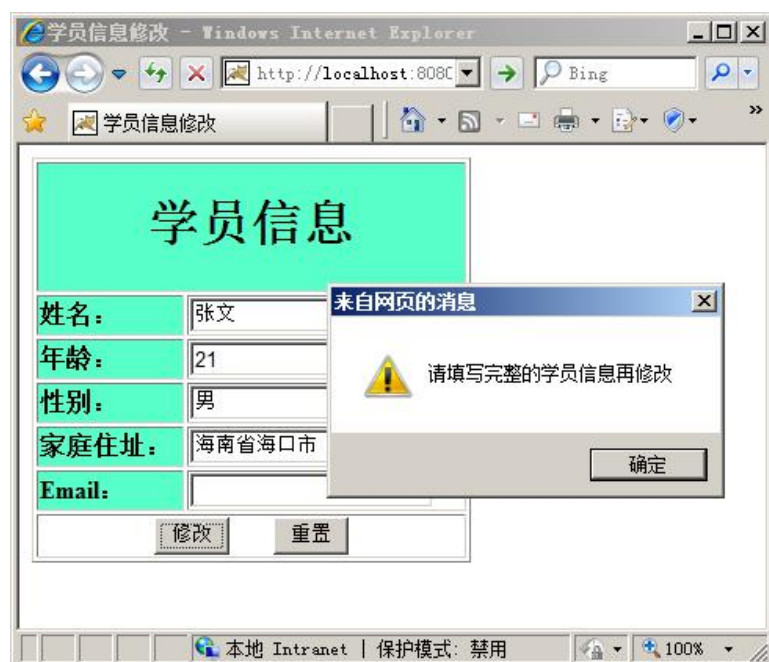 学员信息修改 - Windows Internet Explorer
http://localhost:8080
Bing
学员信息修改
»
学员信息
姓名： 张文
年龄： 21
性别： 男
家庭住址： 海南省海口市
Email：
修改 重置
来自网页的消息
请填写完整的学员信息再修改
确定
本地 Intranet | 保护模式: 禁用
100%